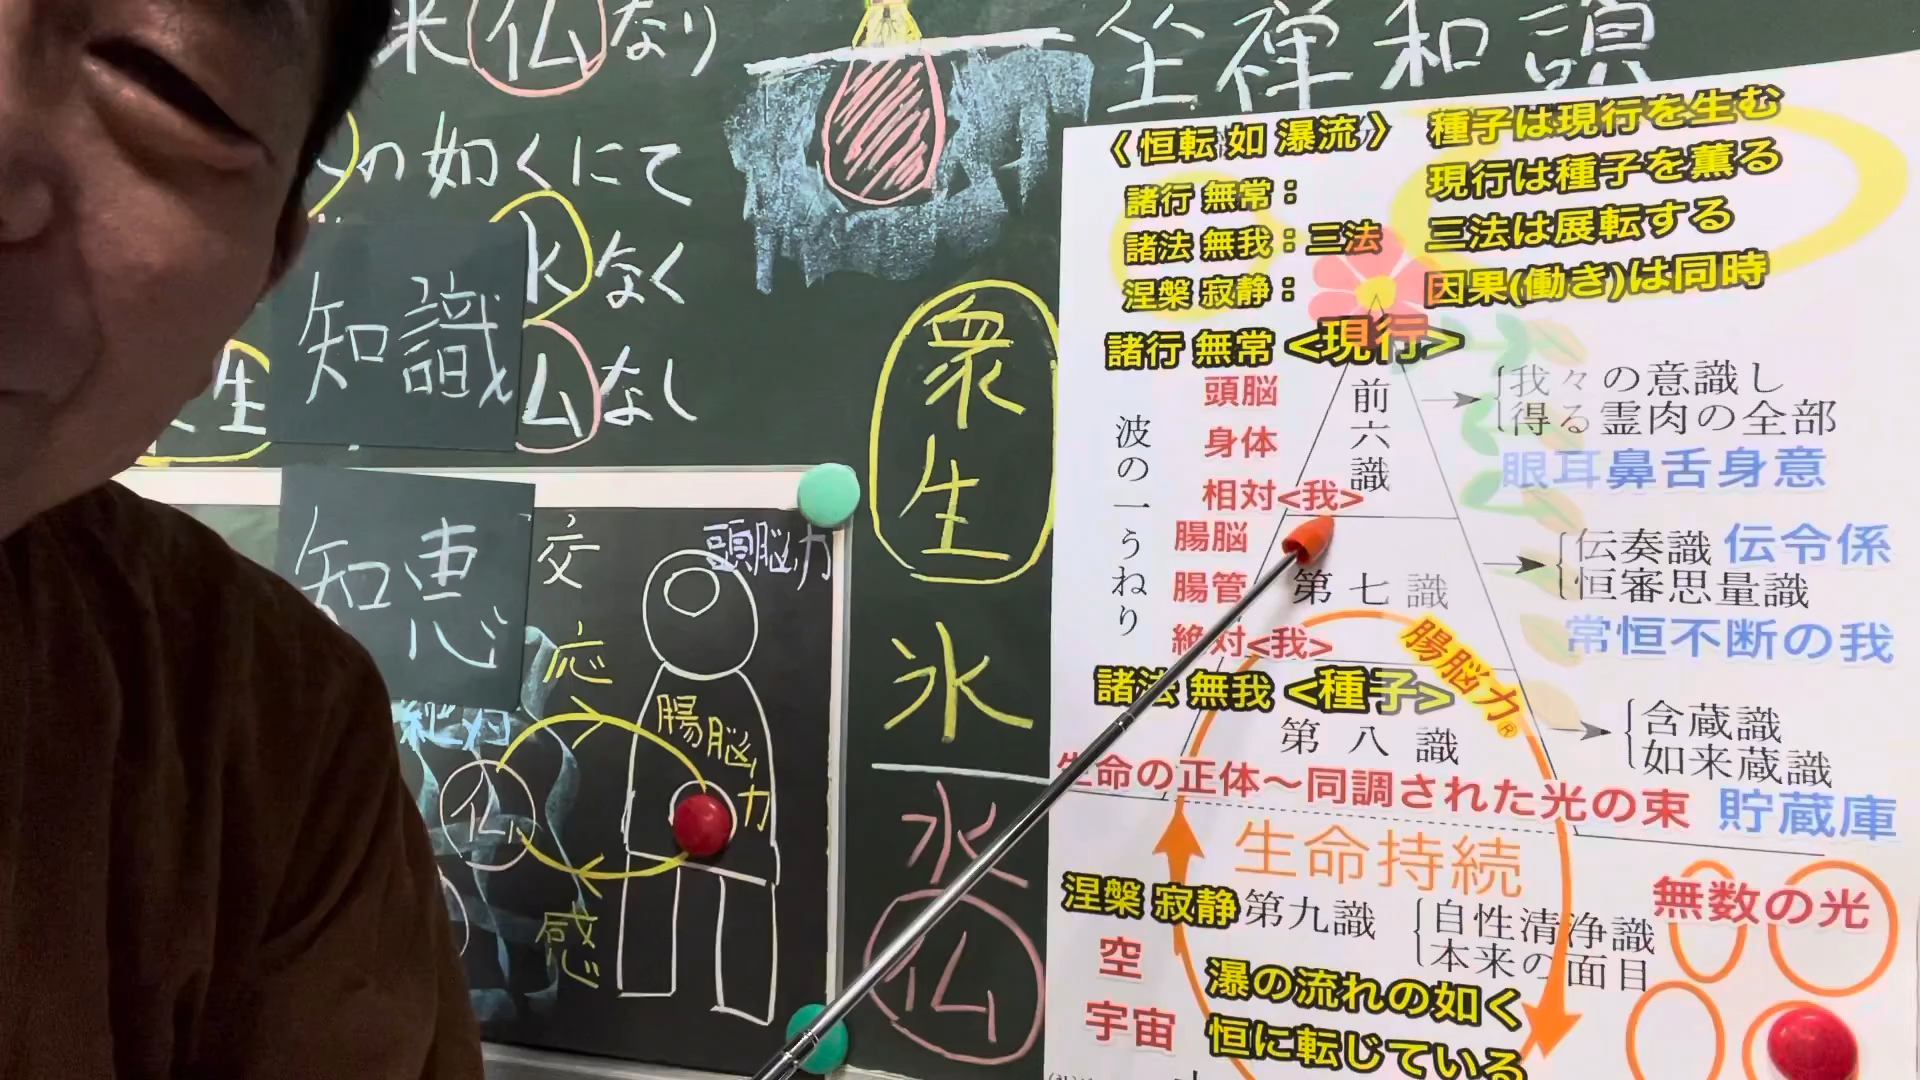 来仏なり
の如くにて
なく
仏なし
生
知識
知恵
交
応
感
絶対
仏
頭脳力
腸脳力
衆生
氷
水
仏
坐禅和讃
〈恒転如瀑流〉
種子は現行を生む
現行は種子を薫る
三法は展転する
因果(働き)は同時
諸行無常:
諸法無我:三法
涅槃寂静:
諸行無常<現行>
波の一うねり
頭脳
身体
相対<我>
前六識
我々の意識し
得る霊肉の全部
眼耳鼻舌身意
腸脳
腸管
絶対<我>
第七識
伝奏識 伝令係
恒審思量識
常恒不断の我
諸法無我<種子>
腸脳力®
第八識
含蔵識
如来蔵識
生命の正体〜同調された光の束
貯蔵庫
生命持続
涅槃寂静 第九識
自性清浄識
本来の面目
無数の光
空
宇宙
瀑の流れの如く
恒に転じている